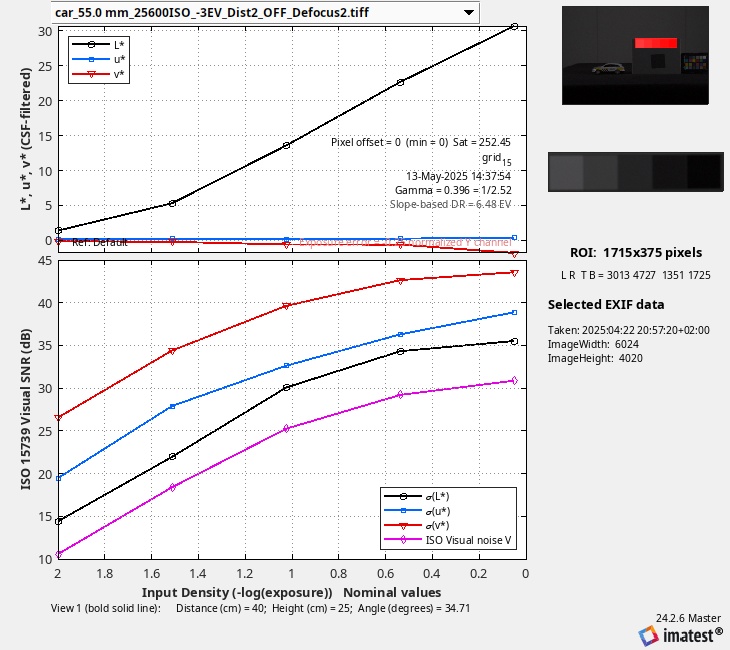 car_55.0 mm_25600ISO_-3EV_Dist2_OFF_Defocus2.tiff
30
25
20
15
10
5
0
L*, u*, v* (CSF-filtered)
L*
u*
v*
Pixel offset = 0 (min = 0) Sat = 252.45
grid15
13-May-2025 14:37:54
Gamma = 0.396 = 1/2.52
Slope-based DR = 6.48 EV
Ref: Default
normalized Y channel
45
40
35
30
25
20
15
10
ISO 15739 Visual SNR (dB)
σ(L*)
σ(u*)
σ(v*)
ISO Visual noise V
2 1.8 1.6 1.4 1.2 1 0.8 0.6 0.4 0.2 0
Input Density (-log(exposure)) Nominal values
View 1 (bold solid line): Distance (cm) = 40; Height (cm) = 25; Angle (degrees) = 34.71
ROI: 1715x375 pixels
L R T B = 3013 4727 1351 1725
Selected EXIF data
Taken: 2025:04:22 20:57:20+02:00
ImageWidth: 6024
ImageHeight: 4020
24.2.6 Master
imatest®